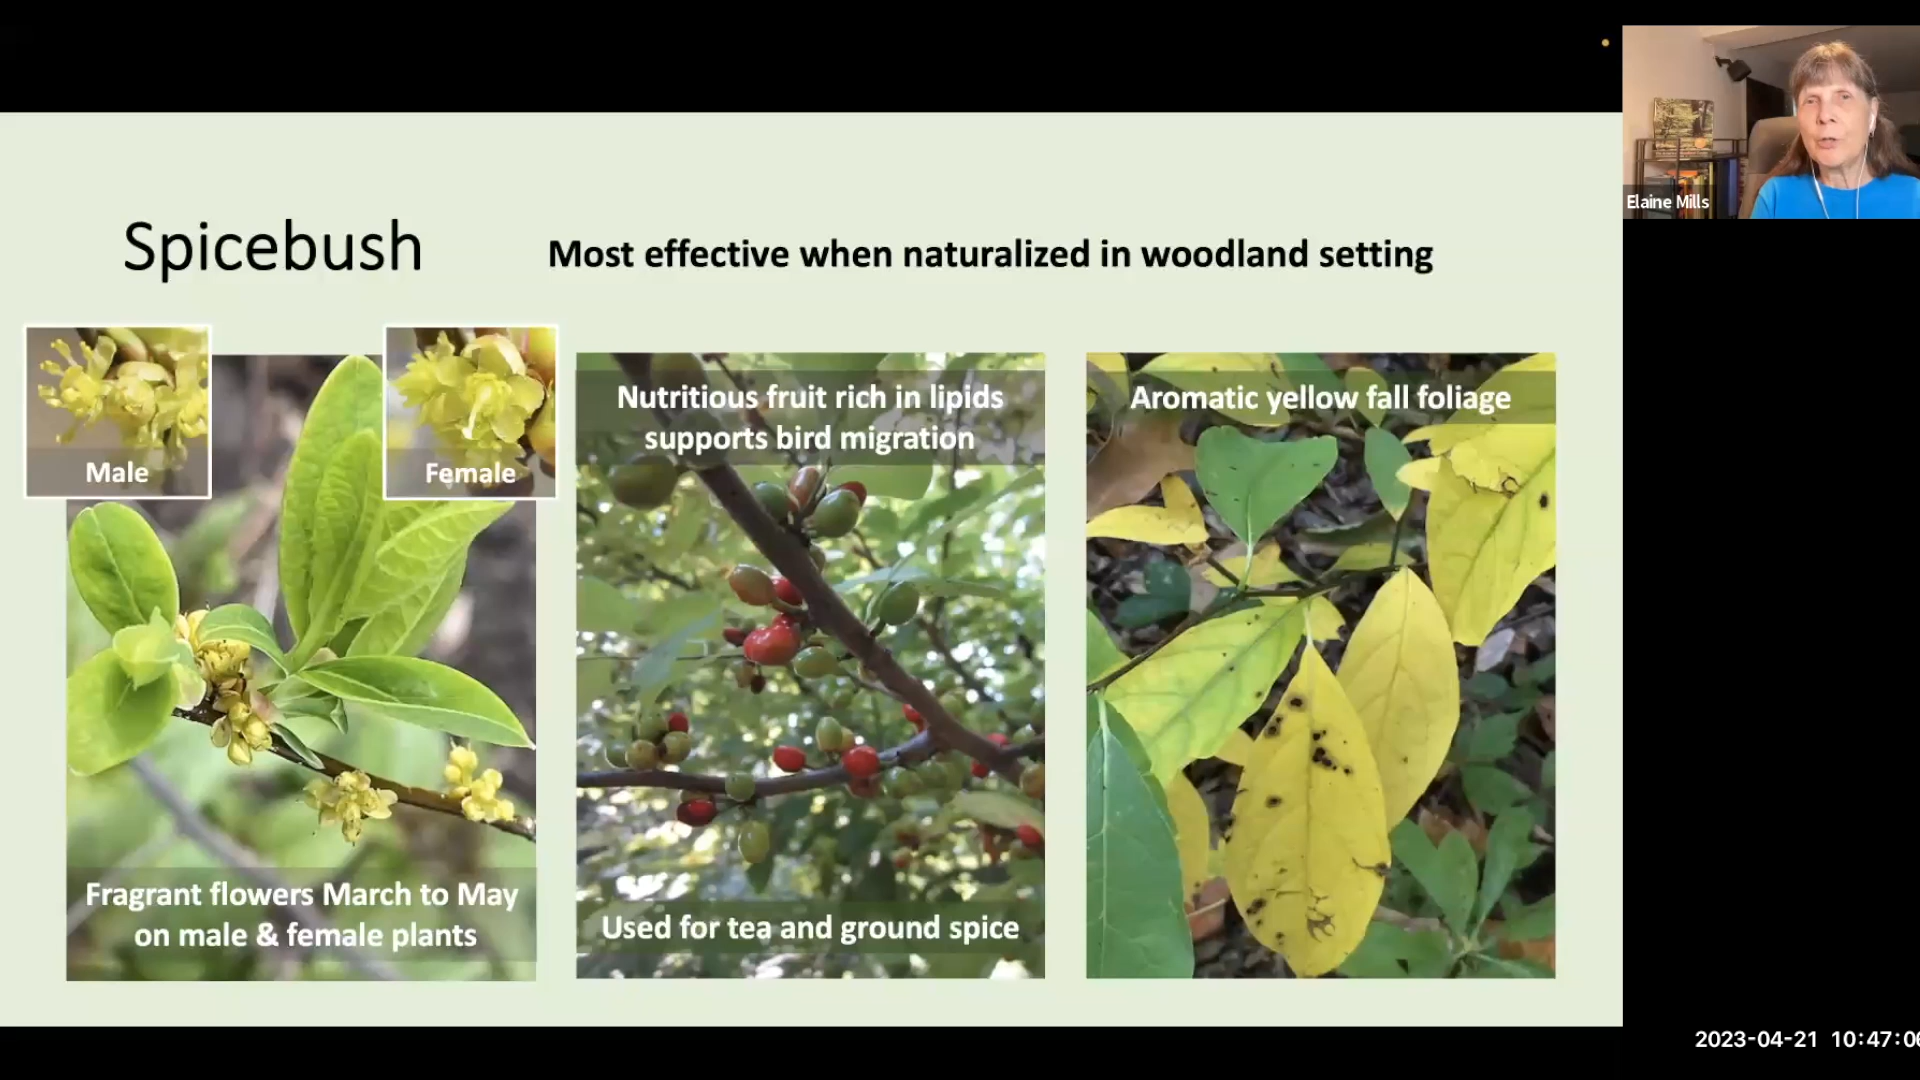 Elaine Mills
Spicebush
Most effective when naturalized in woodland setting
Male
Female
Fragrant flowers March to May
on male & female plants
Nutritious fruit rich in lipids
supports bird migration
Used for tea and ground spice
Aromatic yellow fall foliage
2023-04-21 10:47:06